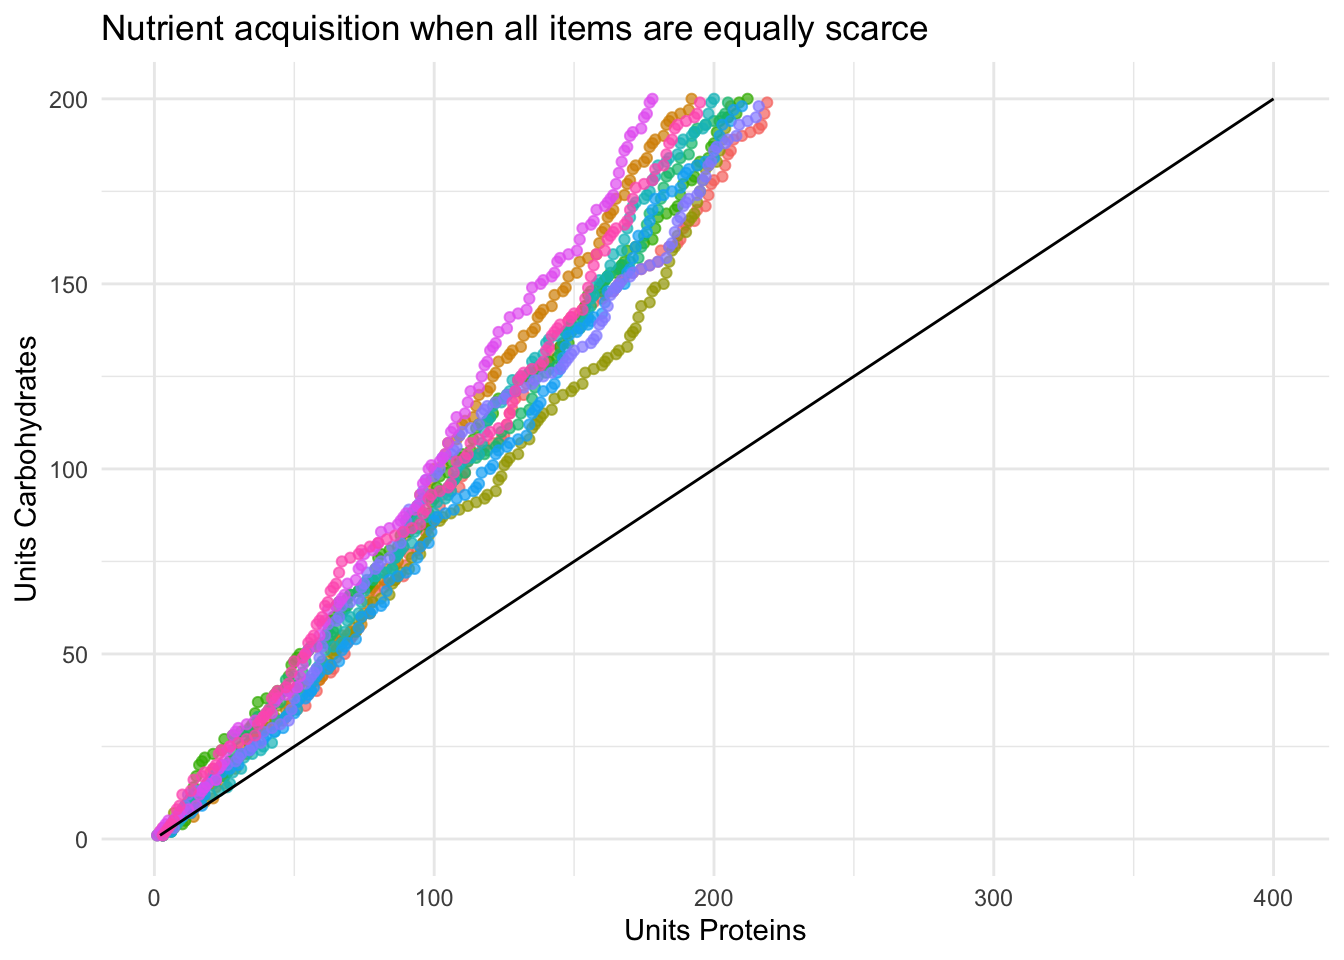 Nutrient acquisition when all items are equally scarce
200
150
100
50
0
Units Carbohydrates
0 100 200 300 400
Units Proteins